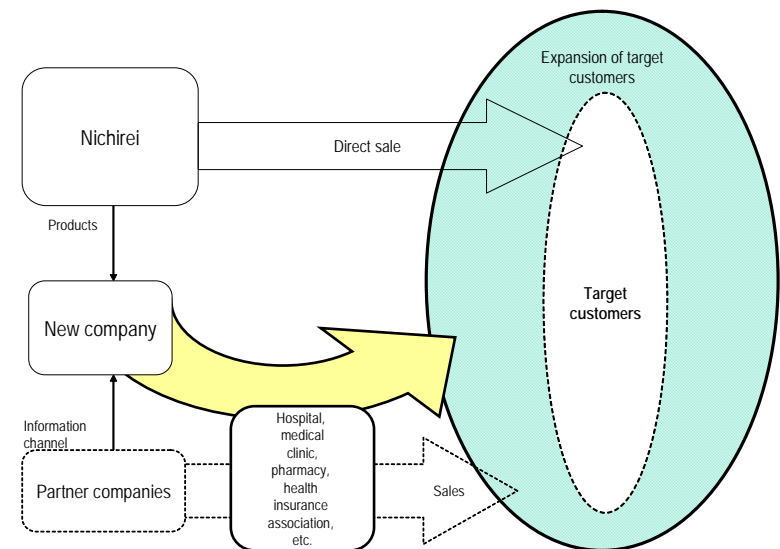 Expansion of target
customers
Nichirei
Direct sale
Products
Target
customers
New company
Information
channel
Hospital,
medical
clinic,
pharmacy,
health
insurance
association,
etc.
Partner companies
Sales